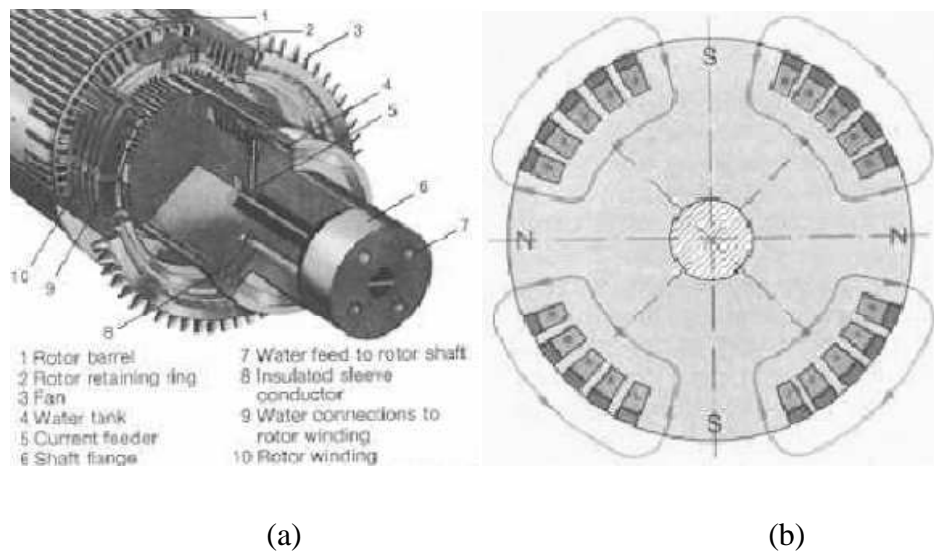 1
2
3
4
5
6
7
10
9
8
1 Rotor barrel
2 Rotor retaining ring
3 Fan
4 Water tank
5 Current feeder
6 Shaft flange
7 Water feed to rotor shaft
8 Insulated sleeve
conductor
9 Water connections to
rotor winding
10 Rotor winding
S
N
N
S
(a)
(b)